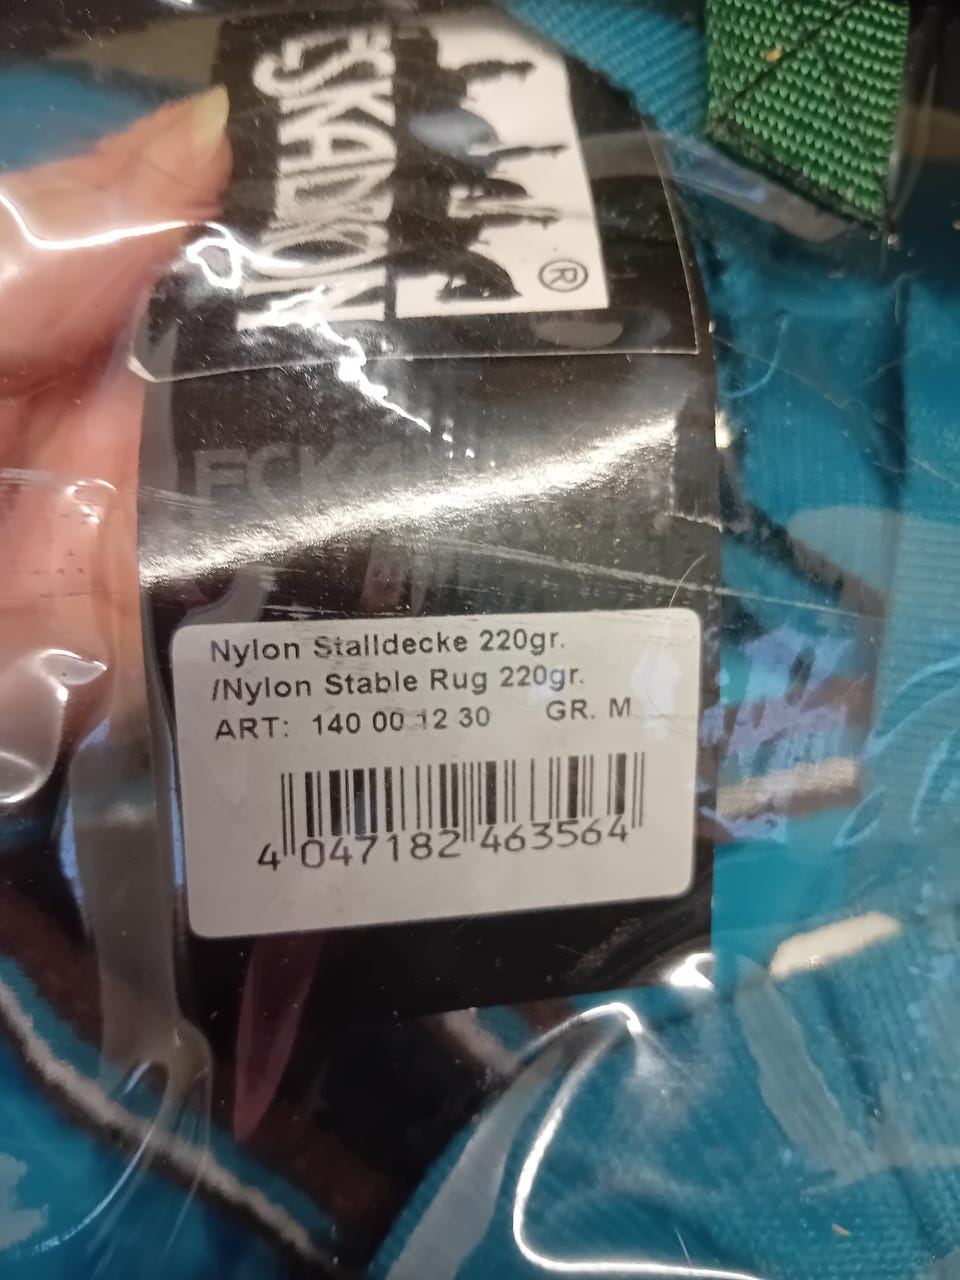 ESKADRON
®
Nylon Stalldecke 220gr.
/Nylon Stable Rug 220gr.
ART: 140 00 12 30 GR. M
4 047182 463564